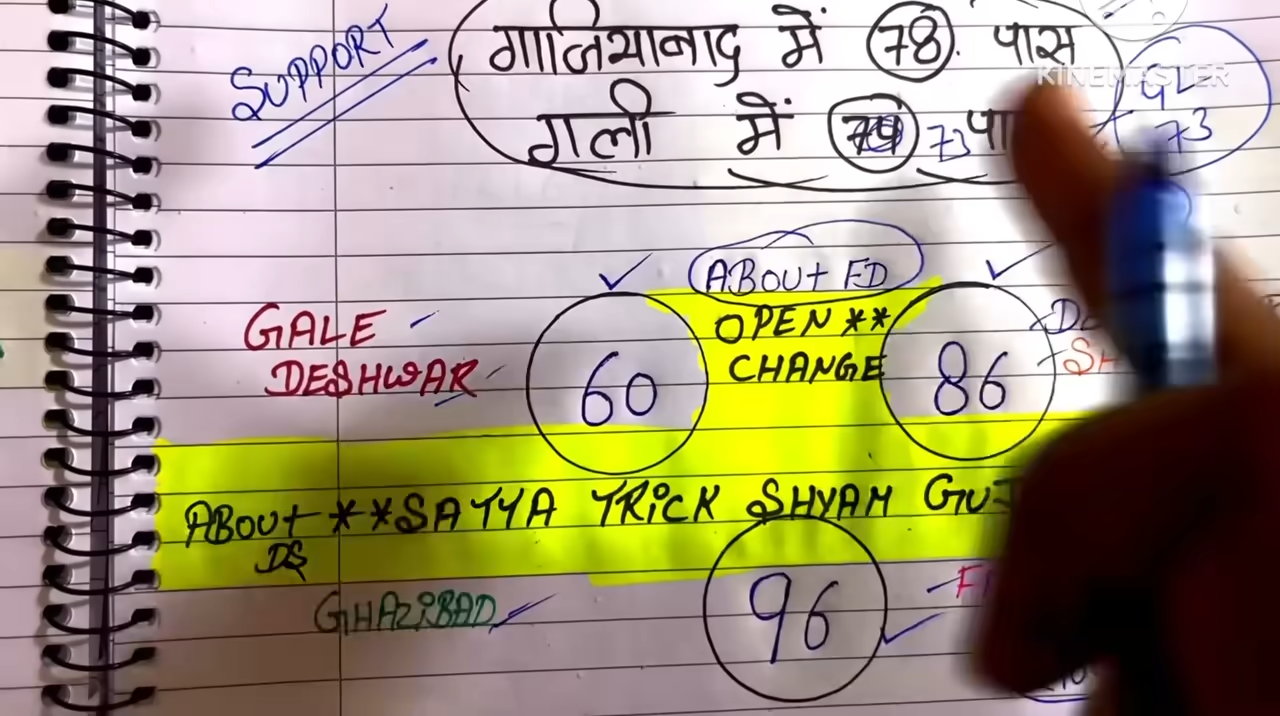 SUPPORT
गाजियाबाद में 78. पास
गली में 73
GL
73
KINEMASTER
ABOUT FD
GALE
DESHWAR
60
OPEN **
CHANGE
86
ABOUT **SATYA TRICK SHYAM
DS
GHAZIBAD
96